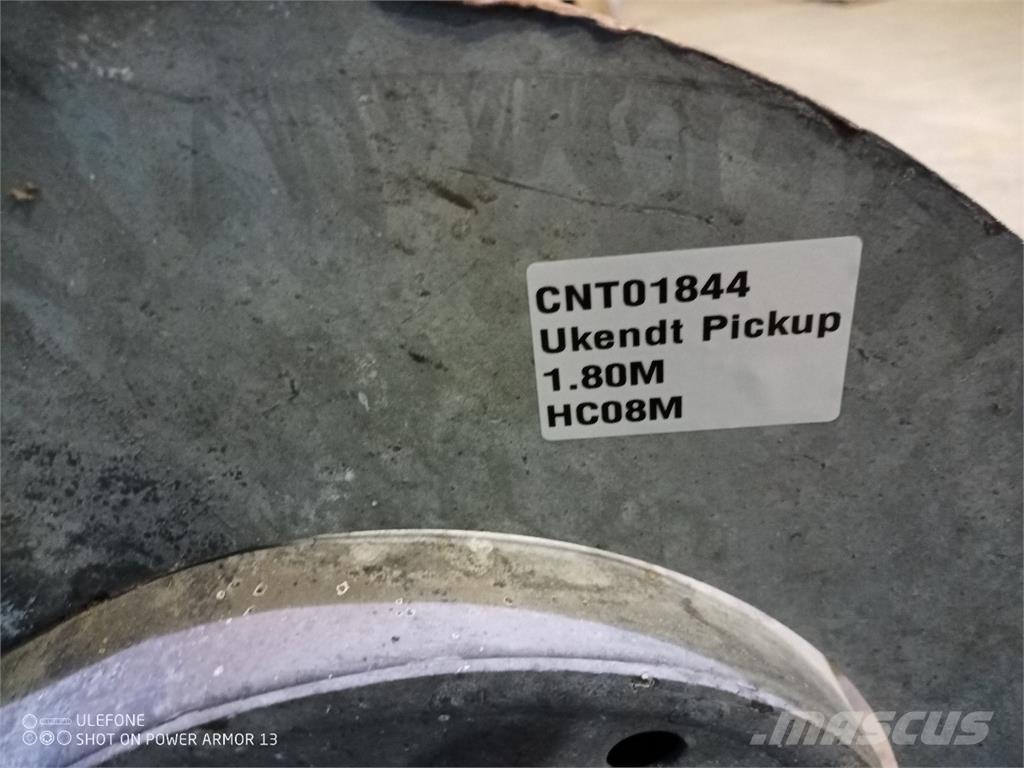 CNT01844
Ukendt Pickup
1.80M
HC08M
ULEFONE
SHOT ON POWER ARMOR 13
MASCUS